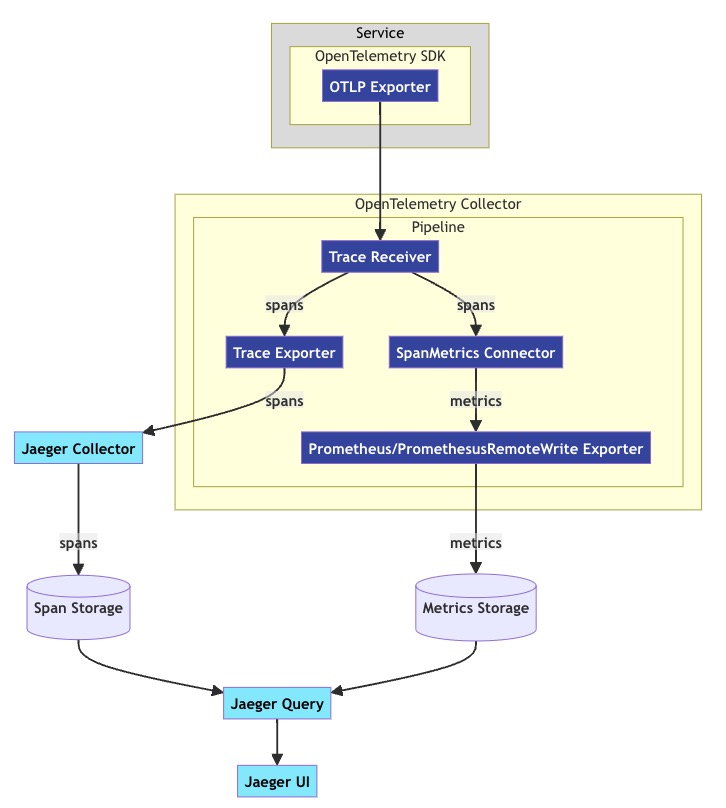 Service
OpenTelemetry SDK
OTLP Exporter
OpenTelemetry Collector
Pipeline
Trace Receiver
spans
spans
Trace Exporter
SpanMetrics Connector
spans
metrics
Jaeger Collector
Prometheus/PromethesusRemoteWrite Exporter
spans
metrics
Span Storage
Metrics Storage
Jaeger Query
Jaeger UI